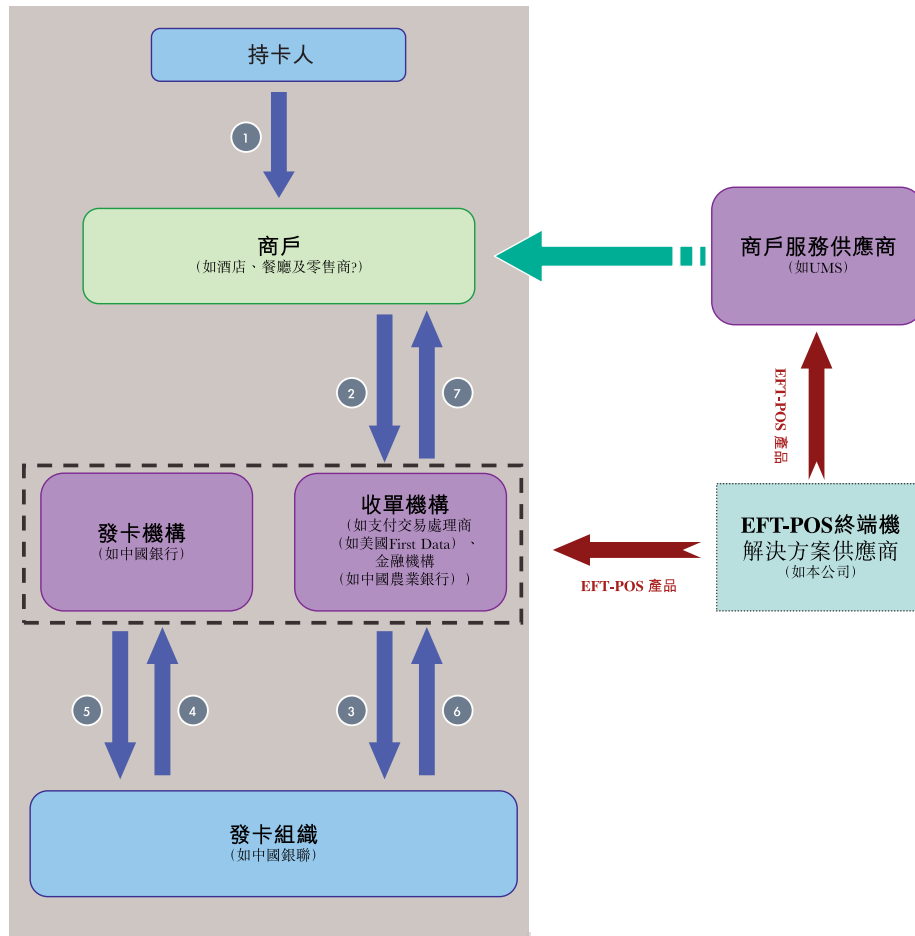 持卡人
1
商戶
（如酒店、餐廳及零售商?）
商戶服務供應商
（如UMS）
2
7
EFT-POS 產品
發卡機構
（如中國銀行）
收單機構
（如支付交易處理商
（如美國First Data）、
金融機構
（如中國農業銀行））
EFT-POS終端機
解決方案供應商
（如本公司）
EFT-POS 產品
5
4
3
6
發卡組織
（如中國銀聯）